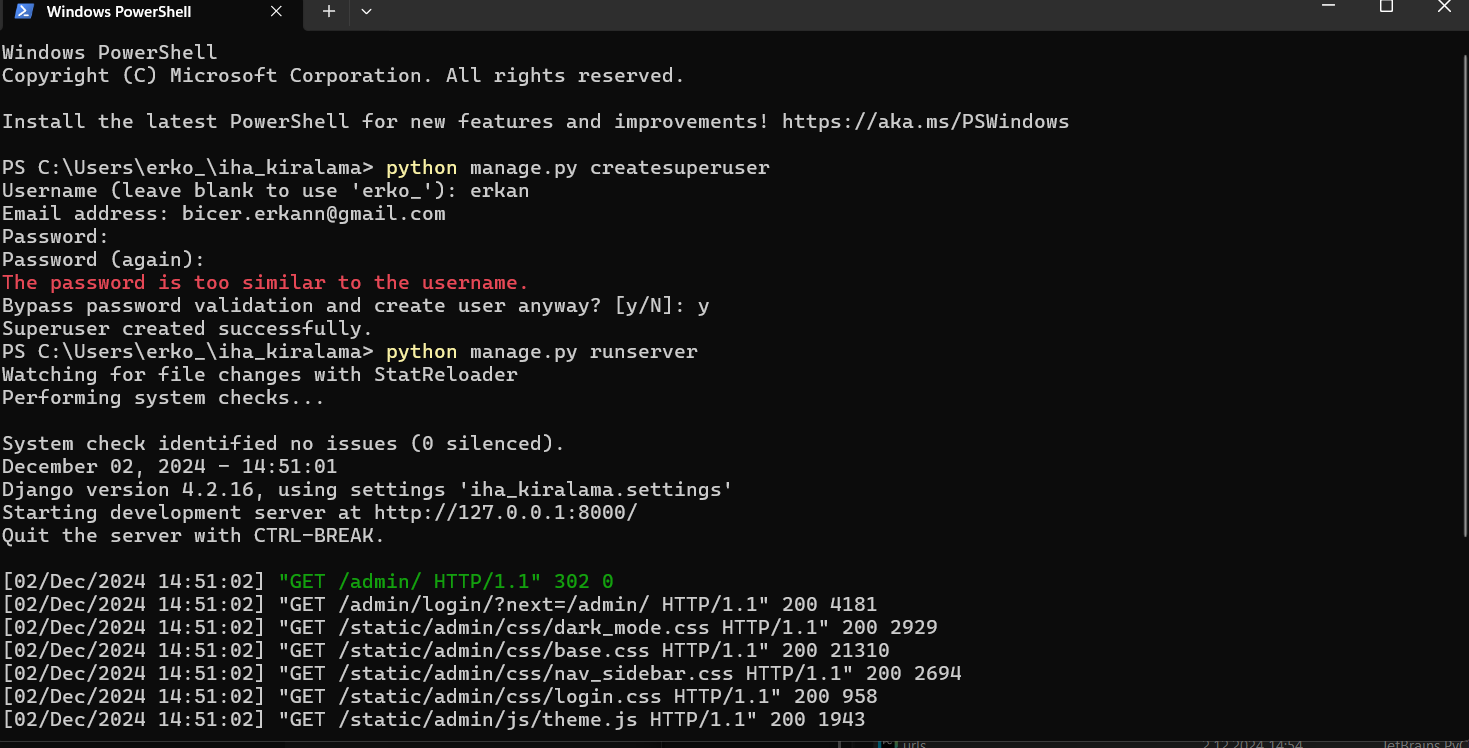 Windows PowerShell
Windows PowerShell
Copyright (C) Microsoft Corporation. All rights reserved.
Install the latest PowerShell for new features and improvements! https://aka.ms/PSWindows
PS C:\Users\erko_\iha_kiralama> python manage.py createsuperuser
Username (leave blank to use 'erko_'): erkan
Email address: bicer.erkann@gmail.com
Password:
Password (again):
The password is too similar to the username.
Bypass password validation and create user anyway? [y/N]: y
Superuser created successfully.
PS C:\Users\erko_\iha_kiralama> python manage.py runserver
Watching for file changes with StatReloader
Performing system checks...
System check identified no issues (0 silenced).
December 02, 2024 - 14:51:01
Django version 4.2.16, using settings 'iha_kiralama.settings'
Starting development server at http://127.0.0.1:8000/
Quit the server with CTRL-BREAK.
[02/Dec/2024 14:51:02] "GET /admin/ HTTP/1.1" 302 0
[02/Dec/2024 14:51:02] "GET /admin/login/?next=/admin/ HTTP/1.1" 200 4181
[02/Dec/2024 14:51:02] "GET /static/admin/css/dark_mode.css HTTP/1.1" 200 2929
[02/Dec/2024 14:51:02] "GET /static/admin/css/base.css HTTP/1.1" 200 21310
[02/Dec/2024 14:51:02] "GET /static/admin/css/nav_sidebar.css HTTP/1.1" 200 2694
[02/Dec/2024 14:51:02] "GET /static/admin/css/login.css HTTP/1.1" 200 958
[02/Dec/2024 14:51:02] "GET /static/admin/js/theme.js HTTP/1.1" 200 1943
urls 2.12.2024 14:54 JetBrains